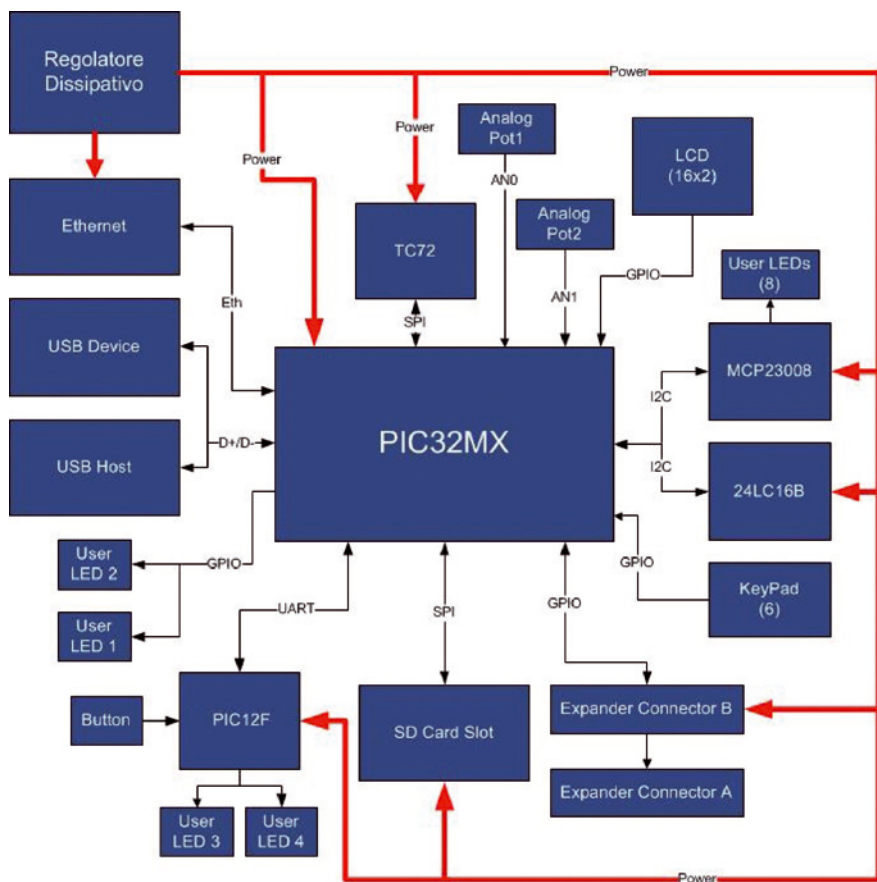 Regolatore
Dissipativo
Power
Power
Power
Analog
Pot1
LCD
(16x2)
AN0
Ethernet
TC72
Analog
Pot2
GPIO
User LEDs
(8)
Eth
SPI
AN1
USB Device
MCP23008
I2C
PIC32MX
D+/D-
USB Host
I2C
24LC16B
User
LED 2
GPIO
GPIO
KeyPad
(6)
UART
SPI
GPIO
User
LED 1
Button
PIC12F
SD Card Slot
Expander Connector B
Expander Connector A
User
LED 3
User
LED 4
Power